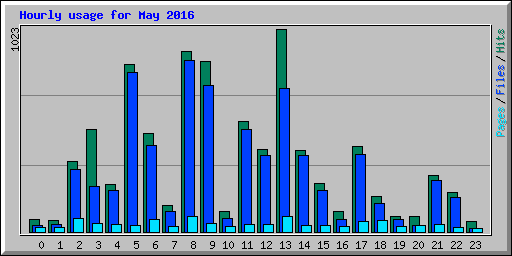 Hourly usage for May 2016
1023
Pages/Files/Hits
0 1 2 3 4 5 6 7 8 9 10 11 12 13 14 15 16 17 18 19 20 21 22 23